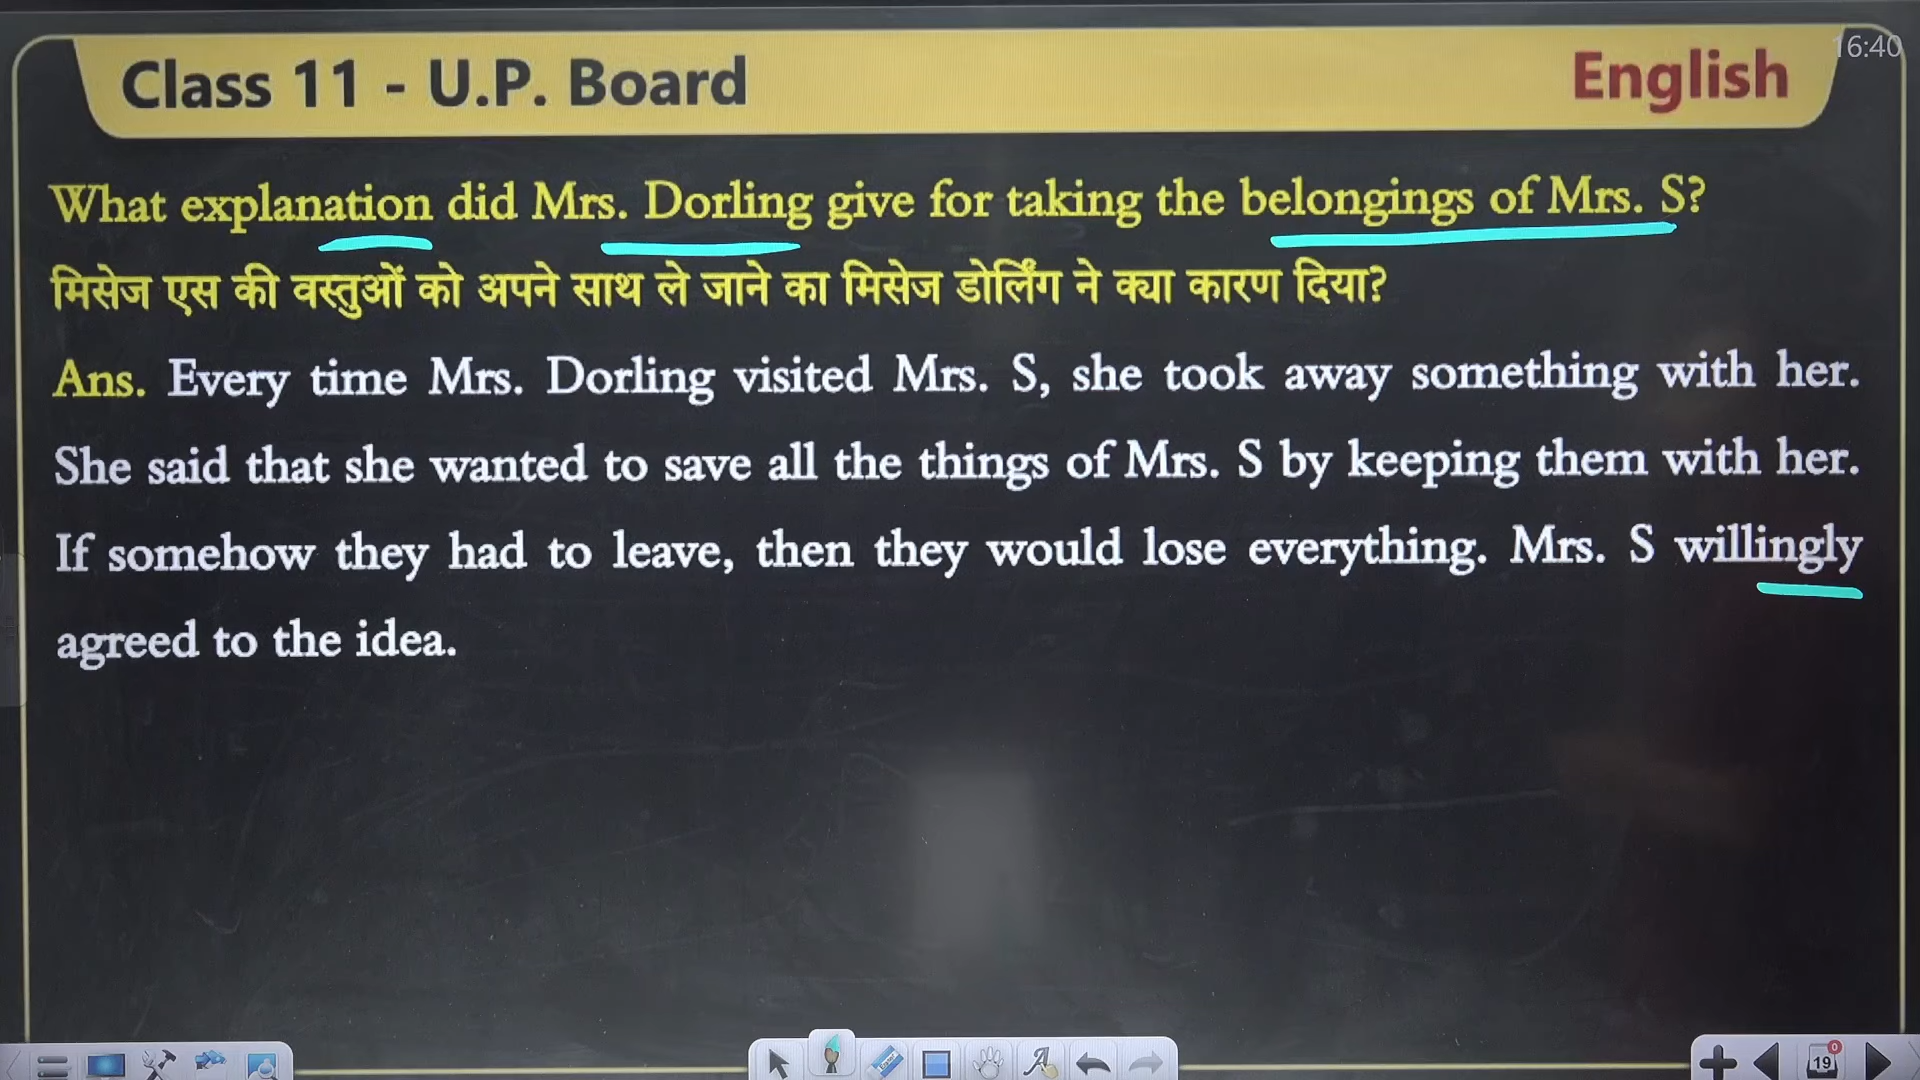 16:40
Class 11 - U.P. Board
English
What explanation did Mrs. Dorling give for taking the belongings of Mrs. S?
मिसेज एस की वस्तुओं को अपने साथ ले जाने का मिसेज डोर्लिंग ने क्या कारण दिया?
Ans. Every time Mrs. Dorling visited Mrs. S, she took away something with her.
She said that she wanted to save all the things of Mrs. S by keeping them with her.
If somehow they had to leave, then they would lose everything. Mrs. S willingly
agreed to the idea.
19
0